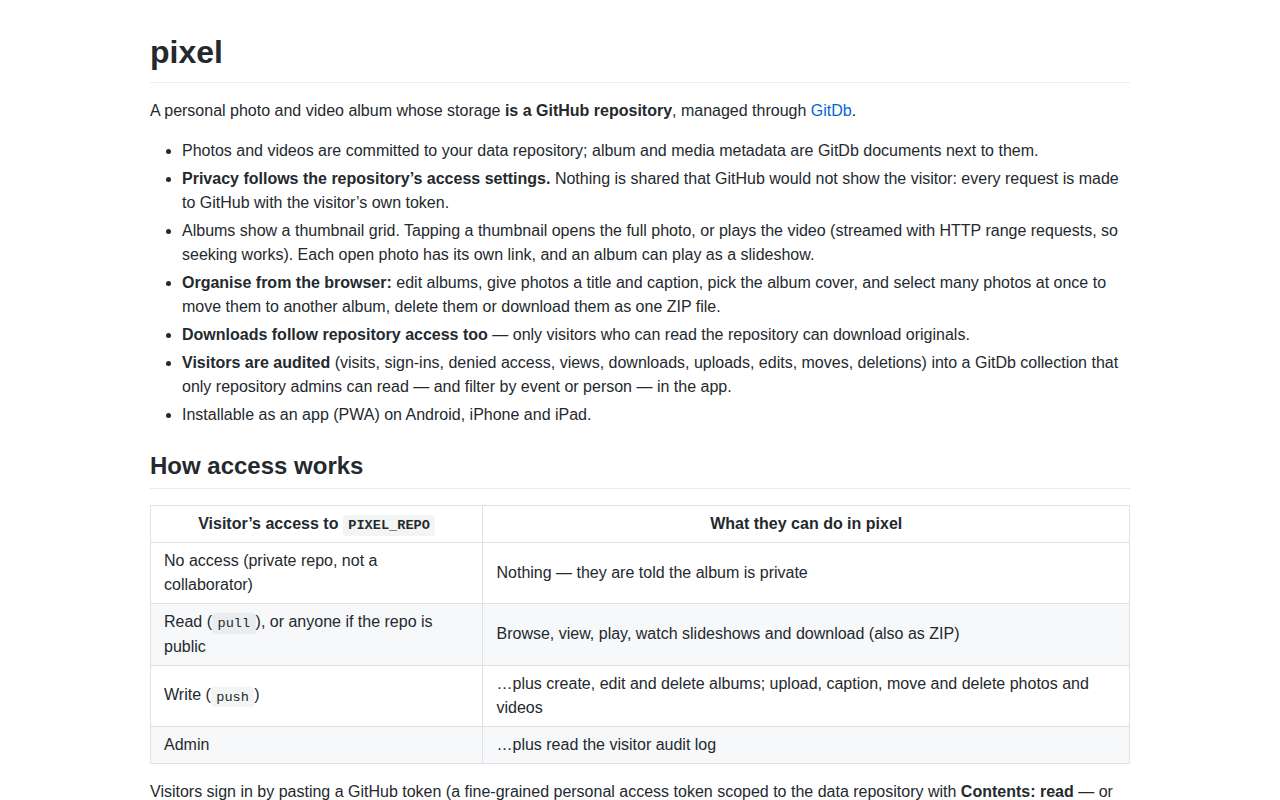 pixel
A personal photo and video album whose storage is a GitHub repository, managed through GitDb.
Photos and videos are committed to your data repository; album and media metadata are GitDb documents next to them.
Privacy follows the repository’s access settings. Nothing is shared that GitHub would not show the visitor: every request is made
to GitHub with the visitor’s own token.
Albums show a thumbnail grid. Tapping a thumbnail opens the full photo, or plays the video (streamed with HTTP range requests, so
seeking works). Each open photo has its own link, and an album can play as a slideshow.
Organise from the browser: edit albums, give photos a title and caption, pick the album cover, and select many photos at once to
move them to another album, delete them or download them as one ZIP file.
Downloads follow repository access too — only visitors who can read the repository can download originals.
Visitors are audited (visits, sign-ins, denied access, views, downloads, uploads, edits, moves, deletions) into a GitDb collection that
only repository admins can read — and filter by event or person — in the app.
Installable as an app (PWA) on Android, iPhone and iPad.
How access works
Visitor’s access to PIXEL_REPO
What they can do in pixel
No access (private repo, not a
collaborator)
Nothing — they are told the album is private
Read (pull), or anyone if the repo is
public
Browse, view, play, watch slideshows and download (also as ZIP)
Write (push)
…plus create, edit and delete albums; upload, caption, move and delete photos and
videos
Admin
…plus read the visitor audit log
Visitors sign in by pasting a GitHub token (a fine-grained personal access token scoped to the data repository with Contents: read — or